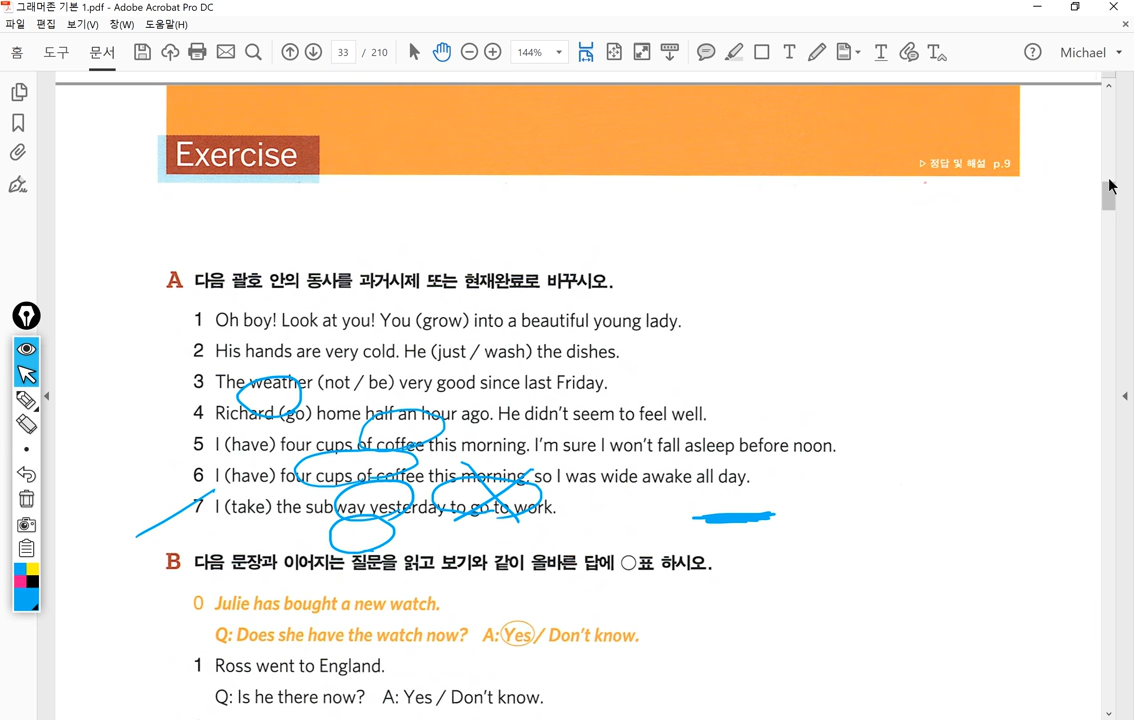 그래머존 기본 1.pdf - Adobe Acrobat Pro DC
파일 편집 보기(V) 창(W) 도움말(H)
홈 도구 문서 33 / 210 144% Michael
Exercise
▷ 정답 및 해설 p.9
A 다음 괄호 안의 동사를 과거시제 또는 현재완료로 바꾸시오.
1 Oh boy! Look at you! You (grow) into a beautiful young lady.
2 His hands are very cold. He (just / wash) the dishes.
3 The weather (not / be) very good since last Friday.
4 Richard (go) home half an hour ago. He didn't seem to feel well.
5 I (have) four cups of coffee this morning. I'm sure I won't fall asleep before noon.
6 I (have) four cups of coffee this morning, so I was wide awake all day.
7 I (take) the subway yesterday to go to work.
B 다음 문장과 이어지는 질문을 읽고 보기와 같이 올바른 답에 ○표 하시오.
0 Julie has bought a new watch.
Q: Does she have the watch now? A: Yes / Don't know.
1 Ross went to England.
Q: Is he there now? A: Yes / Don't know.